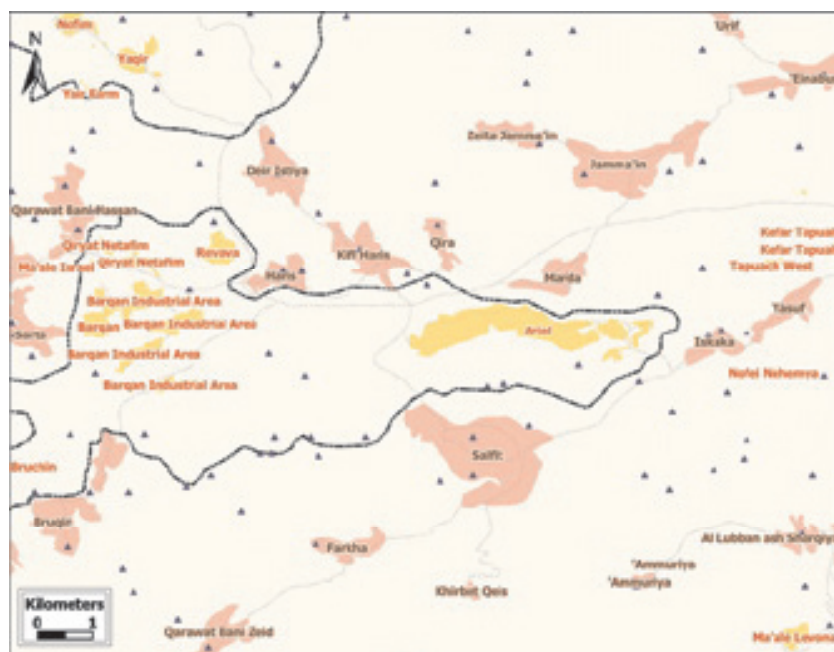 Nofim
Urif
N
Yaqir
'Einabus
Yair Farm
Zeita Jamma'in
Deir Istiya
Jamma'in
Qarawat Bani Hassan
Kefar Tapuah
Qiryat Netafim
Revava
Kifl Haris
Qira
Kefar Tapuah
Ma'ale Israel
Qiryat Netafim
Haris
Marda
Tapuach West
Barqan Industrial Area
Yasuf
Sarta
Barqan
Barqan Industrial Area
Ariel
Iskaka
Barqan Industrial Area
Nofei Nehemya
Barqan Industrial Area
Salfit
Bruchin
Bruqin
Al Lubban ash Sharqiya
Farkha
'Ammuriya
'Ammuriya
Khirbet Qeis
Kilometers
0 1
Qarawat Bani Zeid
Ma'ale Levona